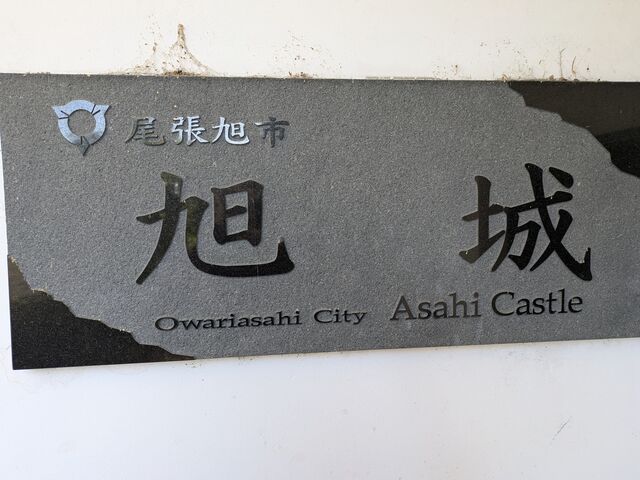 尾張旭市
旭城
Owariasahi City Asahi Castle